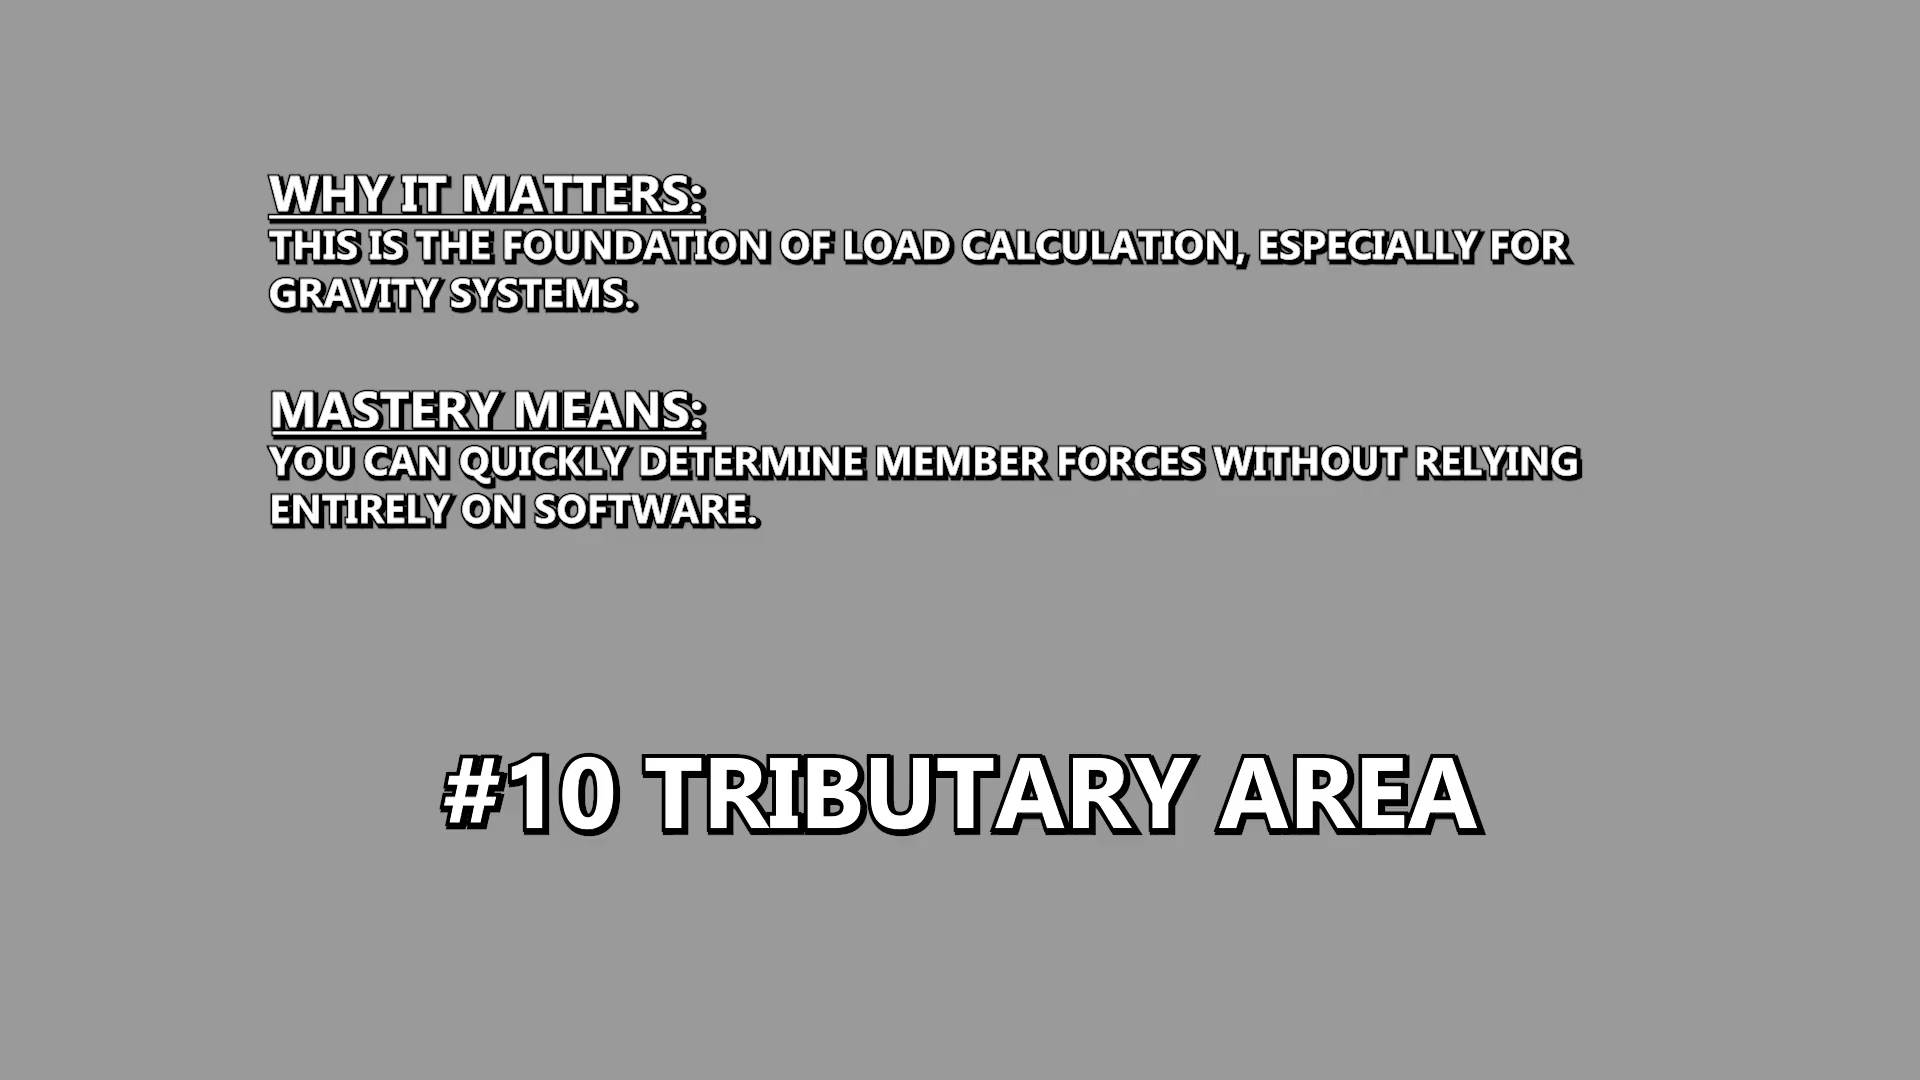 WHY IT MATTERS:
THIS IS THE FOUNDATION OF LOAD CALCULATION, ESPECIALLY FOR
GRAVITY SYSTEMS.
MASTERY MEANS:
YOU CAN QUICKLY DETERMINE MEMBER FORCES WITHOUT RELYING
ENTIRELY ON SOFTWARE.
#10 TRIBUTARY AREA